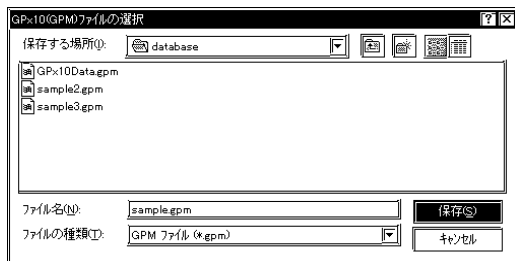 GPx10(GPM)ファイルの選択
保存する場所(I):
database
GPx10Data.gpm
sample2.gpm
sample3.gpm
ファイル名(N):
sample.gpm
保存(S)
ファイルの種類(T):
GPM ファイル (*.gpm)
キャンセル